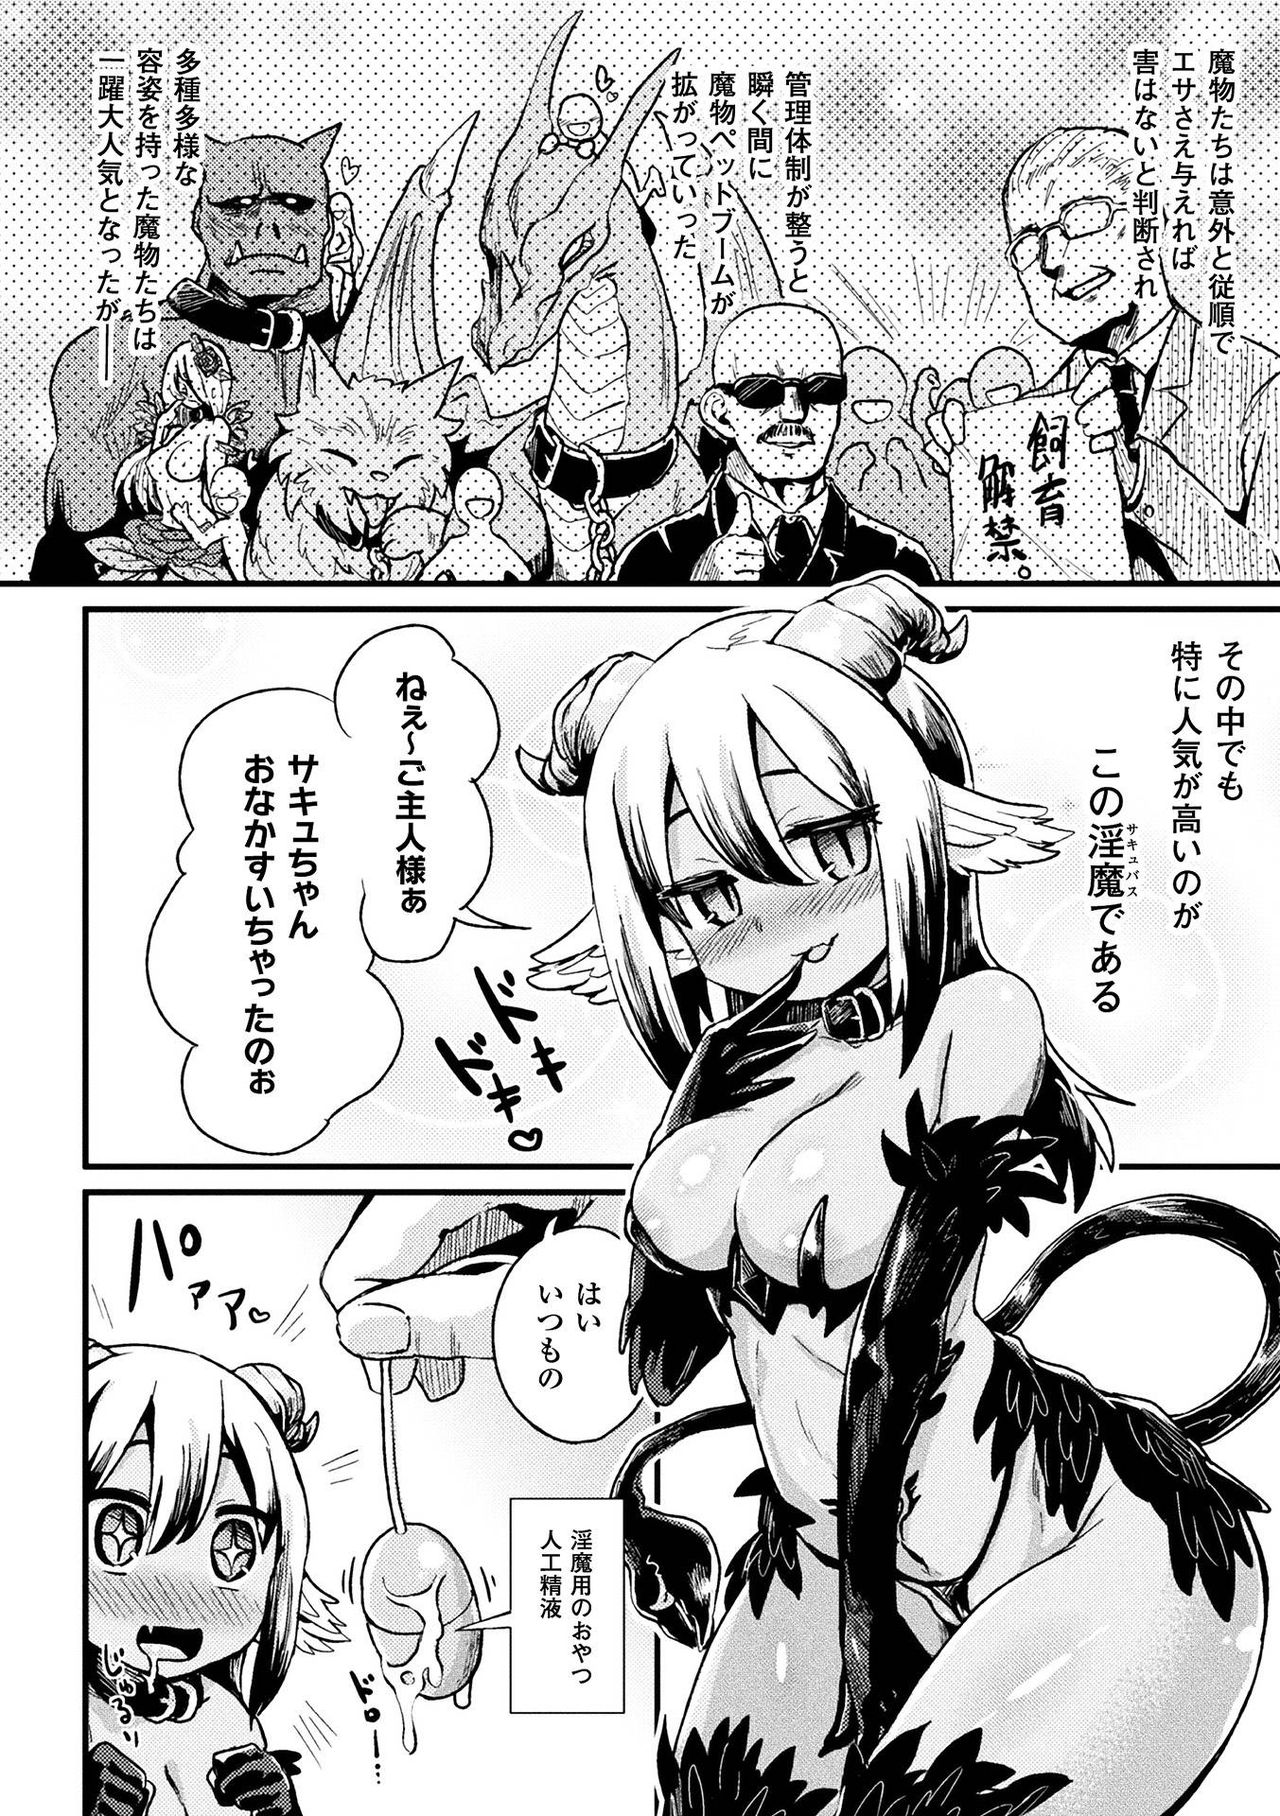 魔物たちは意外と従順で
エサさえ与えれば
害はないと判断され
飼育
解禁。
管理体制が整うと
瞬く間に
魔物ペットブームが
拡がっていった
多種多様な
容姿を持った魔物たちは
一躍大人気となったが――
その中でも
特に人気が高いのが
この淫魔である
サキュバス
ねぇ～ご主人様ぁ
サキュちゃん
おなかすいちゃったのぉ
ドキ
ドキ♡
はい
いつもの
淫魔用のおやつ
人工精液
パァァァ♡
じゅるり
ドロー…